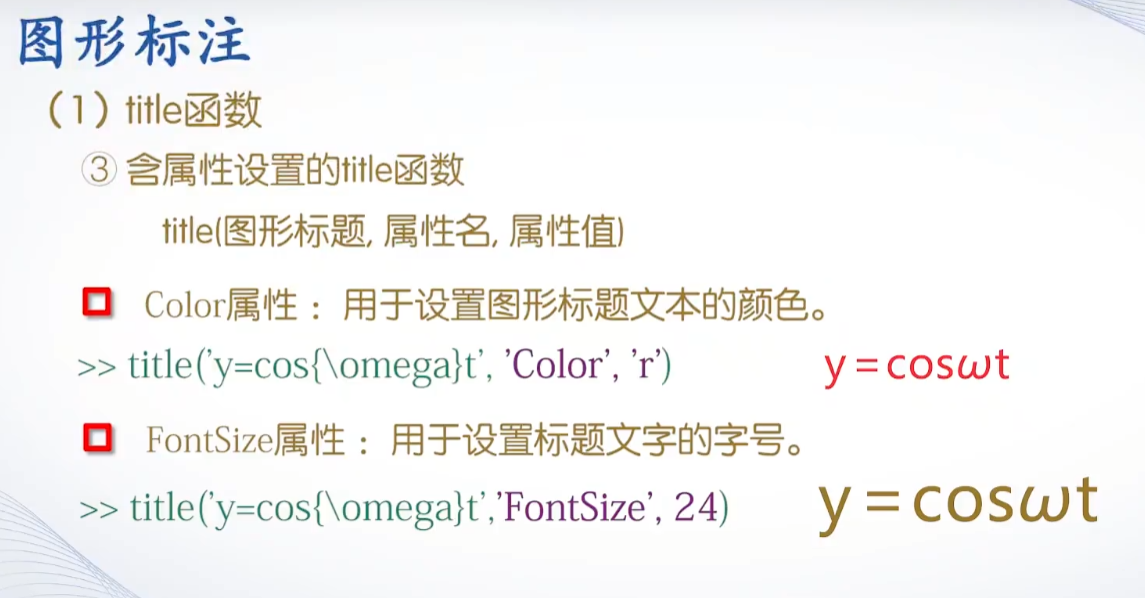 图形标注
（1）title函数
③ 含属性设置的title函数
title(图形标题, 属性名, 属性值)
Color属性： 用于设置图形标题文本的颜色。
>> title('y=cos{\omega}t', 'Color', 'r') y=cosωt
FontSize属性： 用于设置标题文字的字号。
>> title('y=cos{\omega}t','FontSize', 24) y=cosωt